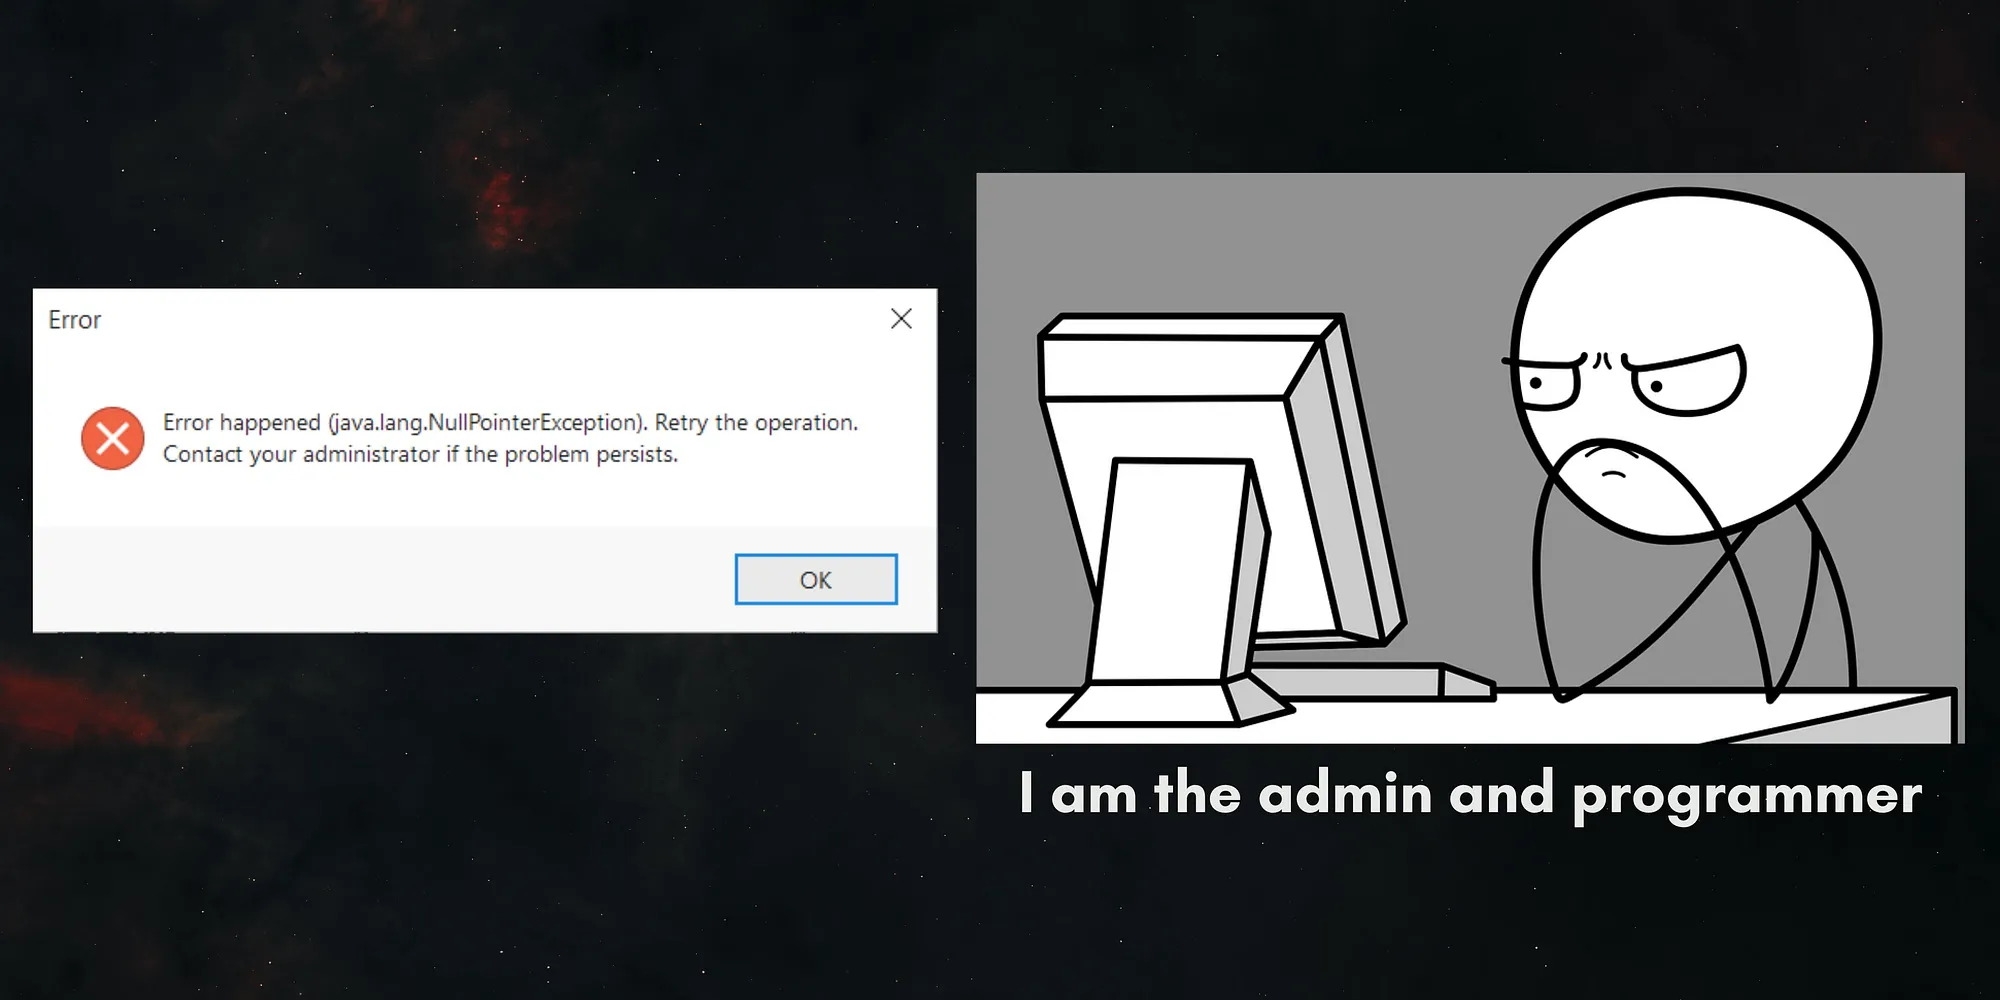 Error
Error happened (java.lang.NullPointerException). Retry the operation.
Contact your administrator if the problem persists.
OK
I am the admin and programmer